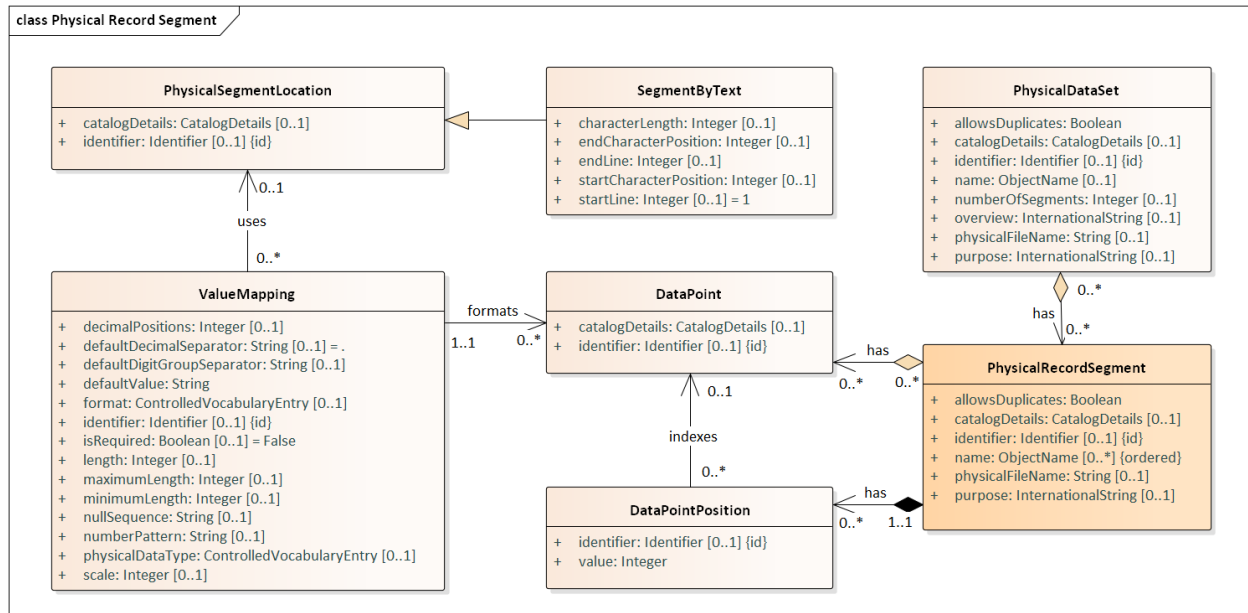 class Physical Record Segment
PhysicalSegmentLocation
+ catalogDetails: CatalogDetails [0..1]
+ identifier: Identifier [0..1] {id}
SegmentByText
+ characterLength: Integer [0..1]
+ endCharacterPosition: Integer [0..1]
+ endLine: Integer [0..1]
+ startCharacterPosition: Integer [0..1]
+ startLine: Integer [0..1] = 1
PhysicalDataSet
+ allowsDuplicates: Boolean
+ catalogDetails: CatalogDetails [0..1]
+ identifier: Identifier [0..1] {id}
+ name: ObjectName [0..1]
+ numberOfSegments: Integer [0..1]
+ overview: InternationalString [0..1]
+ physicalFileName: String [0..1]
+ purpose: InternationalString [0..1]
0..1
uses
0..*
ValueMapping
+ decimalPositions: Integer [0..1]
+ defaultDecimalSeparator: String [0..1] = .
+ defaultDigitGroupSeparator: String [0..1]
+ defaultValue: String
+ format: ControlledVocabularyEntry [0..1]
+ identifier: Identifier [0..1] {id}
+ isRequired: Boolean [0..1] = False
+ length: Integer [0..1]
+ maximumLength: Integer [0..1]
+ minimumLength: Integer [0..1]
+ nullSequence: String [0..1]
+ numberPattern: String [0..1]
+ physicalDataType: ControlledVocabularyEntry [0..1]
+ scale: Integer [0..1]
formats
1..1
0..*
DataPoint
+ catalogDetails: CatalogDetails [0..1]
+ identifier: Identifier [0..1] {id}
0..*
has
0..*
has
0..*
0..*
PhysicalRecordSegment
+ allowsDuplicates: Boolean
+ catalogDetails: CatalogDetails [0..1]
+ identifier: Identifier [0..1] {id}
+ name: ObjectName [0..*] {ordered}
+ physicalFileName: String [0..1]
+ purpose: InternationalString [0..1]
0..1
indexes
0..*
has
0..*
1..1
DataPointPosition
+ identifier: Identifier [0..1] {id}
+ value: Integer